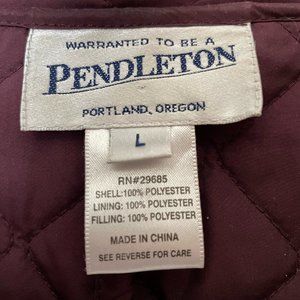 WARRANTED TO BE A
PENDLETON
PORTLAND, OREGON
L
RN#29685
SHELL:100% POLYESTER
LINING: 100% POLYESTER
FILLING: 100% POLYESTER
MADE IN CHINA
SEE REVERSE FOR CARE